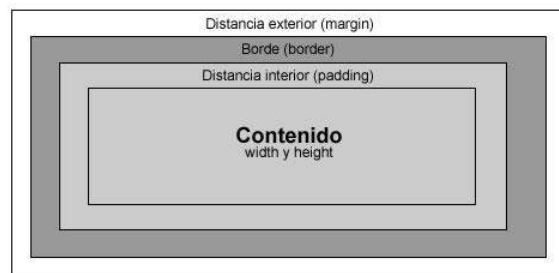 Distancia exterior (margin)
Borde (border)
Distancia interior (padding)
Contenido
width y height